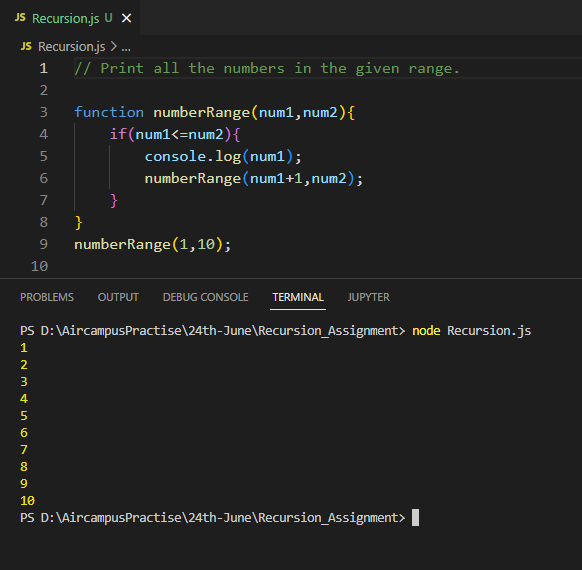 JS Recursion.js U ×
JS Recursion.js > ...
1 // Print all the numbers in the given range.
2
3 function numberRange(num1,num2){
4     if(num1<=num2){
5         console.log(num1);
6         numberRange(num1+1,num2);
7     }
8 }
9 numberRange(1,10);
10
PROBLEMS OUTPUT DEBUG CONSOLE TERMINAL JUPYTER
PS D:\AircampusPractise\24th-June\Recursion_Assignment> node Recursion.js
1
2
3
4
5
6
7
8
9
10
PS D:\AircampusPractise\24th-June\Recursion_Assignment>